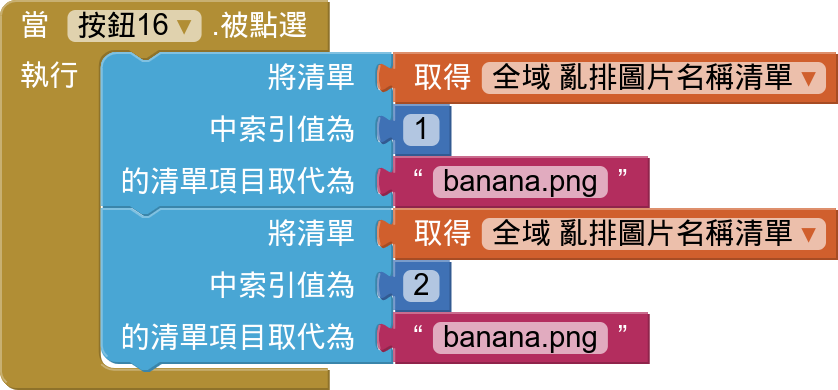 當 按鈕16 .被點選
執行 將清單 取得 全域 亂排圖片名稱清單
中索引值為 1
的清單項目取代為 “ banana.png ”
將清單 取得 全域 亂排圖片名稱清單
中索引值為 2
的清單項目取代為 “ banana.png ”